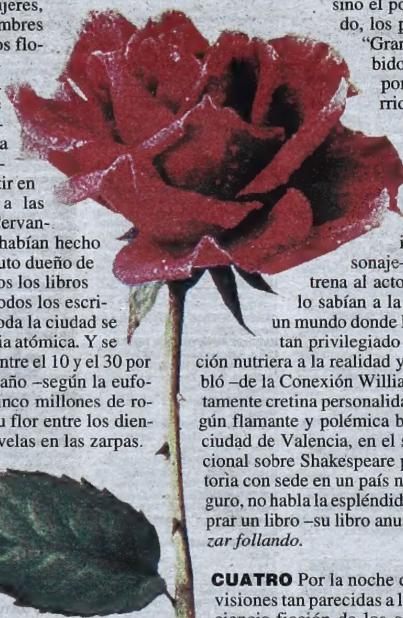 jeres,
mbres
os flo-
-
a
-
tir en
a las
Cervan-
habían hecho
uto dueño de
os los libros
odos los escri-
oda la ciudad se
ia atómica. Y se
ntre el 10 y el 30 por
año –según la eufo-
inco millones de ro-
u flor entre los dien-
velas en las zarpas.
sino el po
do, los p
“Gran
bido
por
rric
i
sonaje–
trena al acto
lo sabían a la
un mundo donde l
tan privilegiado
ción nutriera a la realidad y
bló –de la Conexión Willia
tamente cretina personalida
gún flamante y polémica b
ciudad de Valencia, en el s
cional sobre Shakespeare p
toria con sede en un país n
guro, no habla la espléndid
prar un libro –su libro anu
zar follando.
CUATRO Por la noche
visiones tan parecidas a l